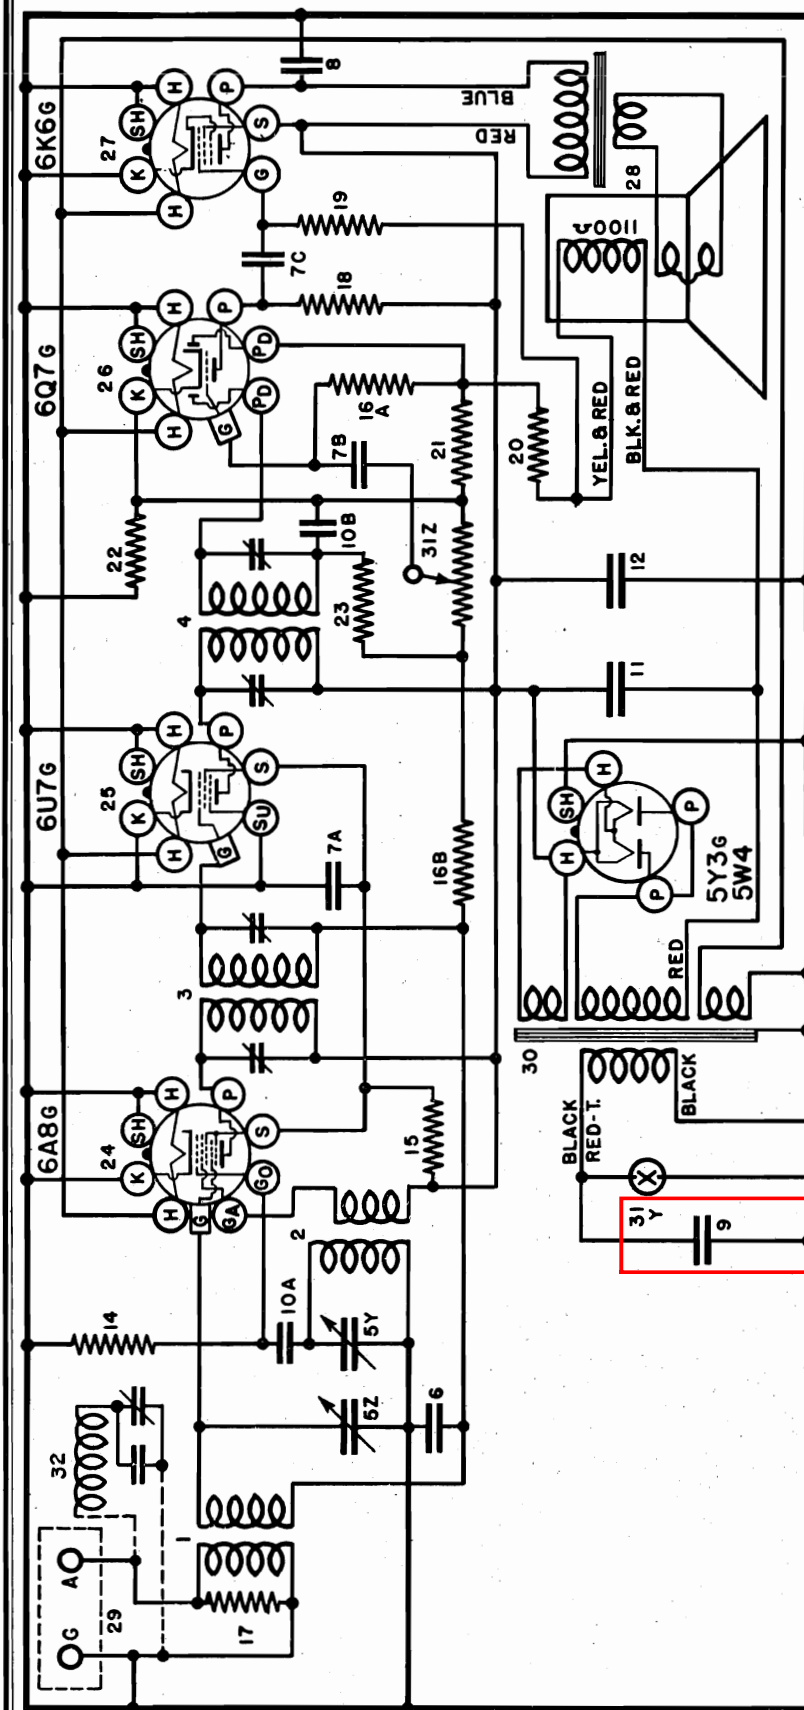 6A8G
24
6U7G
25
6Q7G
26
6K6G
27
K SH H H P S GO GA G
K SH H H P S SU G
K SH H H P PD PD G
K SH H H P S G
G
A
29
32
14
22
8
17
1
5Z
5Y
10A
6
2
15
3
7A
16B
4
23
10B
31Z
7B
16
A
21
20
18
7C
19
BLUE
RED
28
1100Ω
YEL. & RED
BLK. & RED
12
11
H SH H P P
5Y3G
5W4
RED
30
BLACK
RED-T.
BLACK
X
31
Y
9